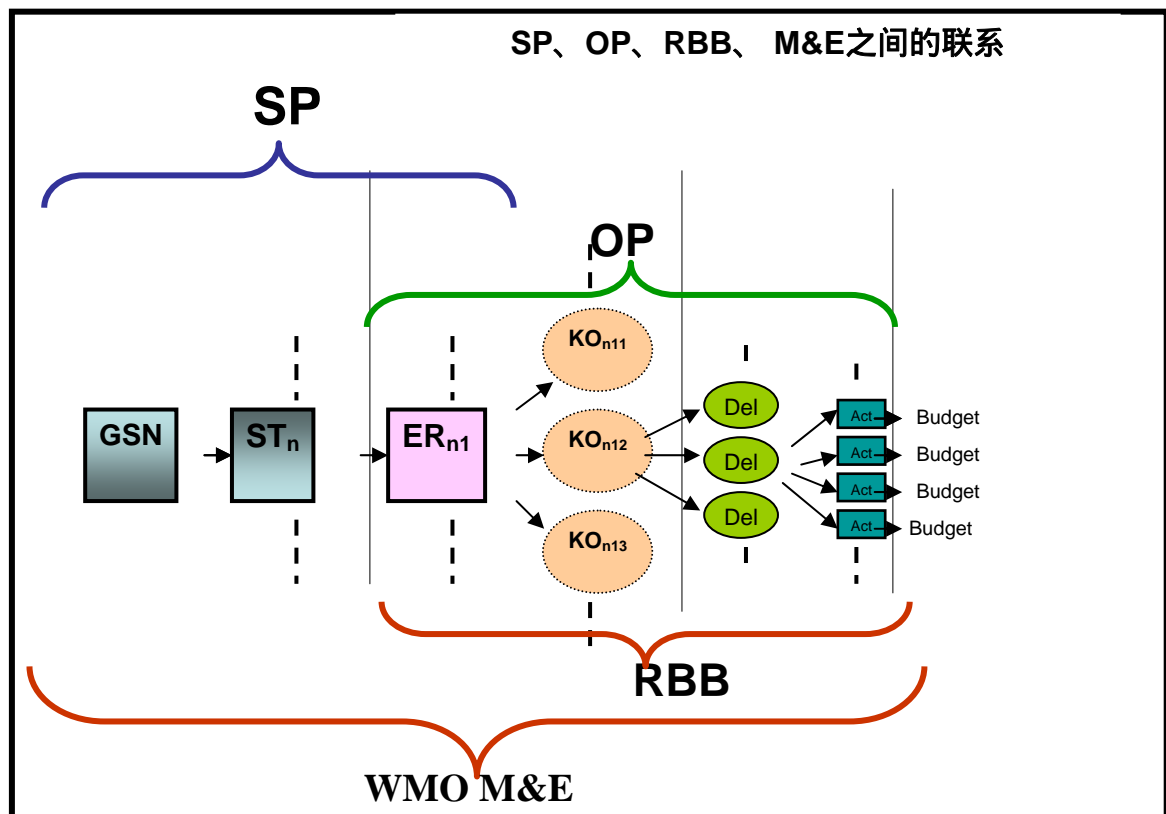 SP、OP、RBB、 M&E之间的联系
SP
OP
KOn11
GSN
STn
ERn1
KOn12
KOn13
Del
Del
Del
Act
Act
Act
Act
Budget
Budget
Budget
Budget
RBB
WMO M&E